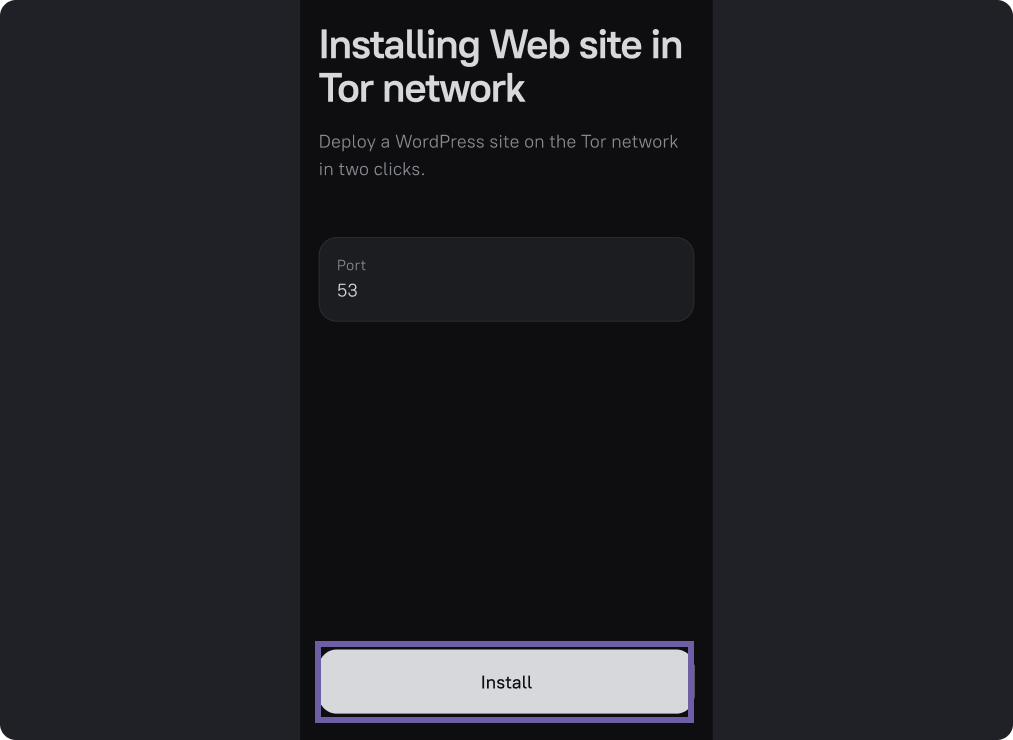 Installing Web site in
Tor network
Deploy a WordPress site on the Tor network
in two clicks.
Port
53
Install